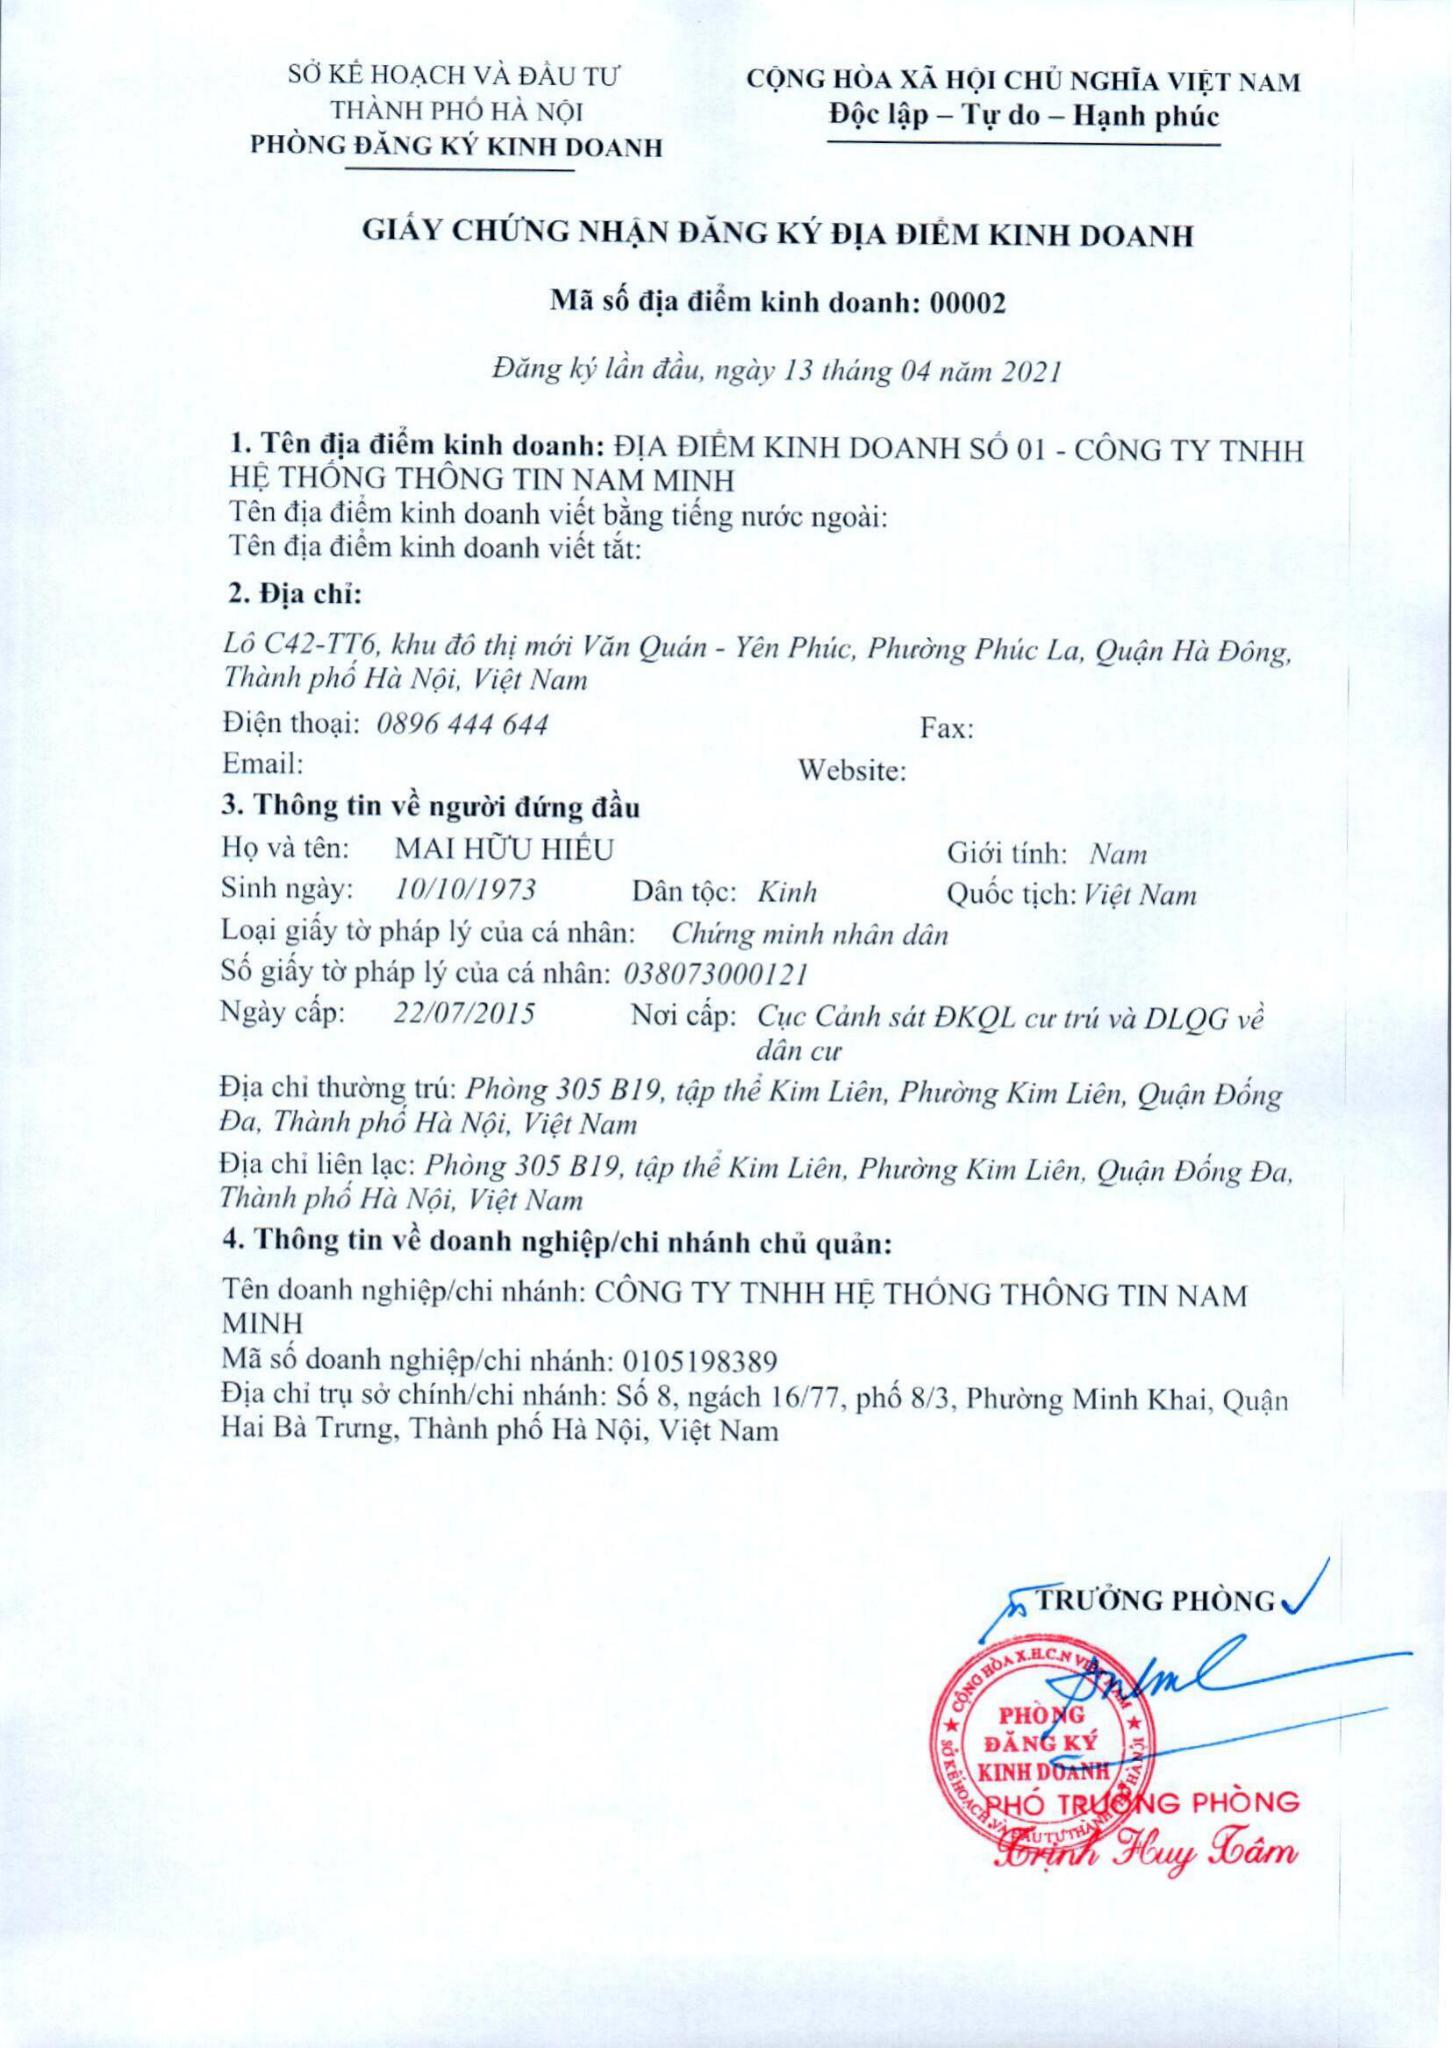 SỞ KẾ HOẠCH VÀ ĐẦU TƯ
THÀNH PHỐ HÀ NỘI
PHÒNG ĐĂNG KÝ KINH DOANH
CỘNG HÒA XÃ HỘI CHỦ NGHĨA VIỆT NAM
Độc lập – Tự do – Hạnh phúc
GIẤY CHỨNG NHẬN ĐĂNG KÝ ĐỊA ĐIỂM KINH DOANH
Mã số địa điểm kinh doanh: 00002
Đăng ký lần đầu, ngày 13 tháng 04 năm 2021
1. Tên địa điểm kinh doanh: ĐỊA ĐIỂM KINH DOANH SỐ 01 - CÔNG TY TNHH
HỆ THỐNG THÔNG TIN NAM MINH
Tên địa điểm kinh doanh viết bằng tiếng nước ngoài:
Tên địa điểm kinh doanh viết tắt:
2. Địa chỉ:
Lô C42-TT6, khu đô thị mới Văn Quán - Yên Phúc, Phường Phúc La, Quận Hà Đông,
Thành phố Hà Nội, Việt Nam
Điện thoại: 0896 444 644 Fax:
Email: Website:
3. Thông tin về người đứng đầu
Họ và tên: MAI HỮU HIẾU Giới tính: Nam
Sinh ngày: 10/10/1973 Dân tộc: Kinh Quốc tịch: Việt Nam
Loại giấy tờ pháp lý của cá nhân: Chứng minh nhân dân
Số giấy tờ pháp lý của cá nhân: 038073000121
Ngày cấp: 22/07/2015 Nơi cấp: Cục Cảnh sát ĐKQL cư trú và DLQG về
dân cư
Địa chỉ thường trú: Phòng 305 B19, tập thể Kim Liên, Phường Kim Liên, Quận Đống
Đa, Thành phố Hà Nội, Việt Nam
Địa chỉ liên lạc: Phòng 305 B19, tập thể Kim Liên, Phường Kim Liên, Quận Đống Đa,
Thành phố Hà Nội, Việt Nam
4. Thông tin về doanh nghiệp/chi nhánh chủ quản:
Tên doanh nghiệp/chi nhánh: CÔNG TY TNHH HỆ THỐNG THÔNG TIN NAM
MINH
Mã số doanh nghiệp/chi nhánh: 0105198389
Địa chỉ trụ sở chính/chi nhánh: Số 8, ngách 16/77, phố 8/3, Phường Minh Khai, Quận
Hai Bà Trưng, Thành phố Hà Nội, Việt Nam
TRƯỞNG PHÒNG
CỘNG HÒA X.H.C.N VIỆT NAM
PHÒNG
ĐĂNG KÝ
KINH DOANH
SỞ KẾ HOẠCH VÀ ĐẦU TƯ THÀNH PHỐ HÀ NỘI
PHÓ TRƯỞNG PHÒNG
Trịnh Huy Tâm